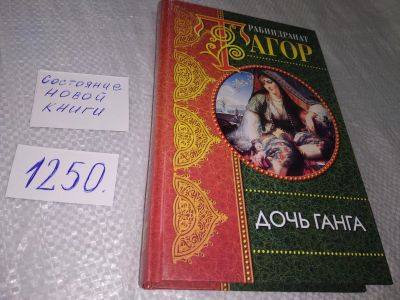 Состояние
НОВОЙ
КНИГИ
1250.
РАБИНДРАНАТ
ТАГОР
ДОЧЬ ГАНГА